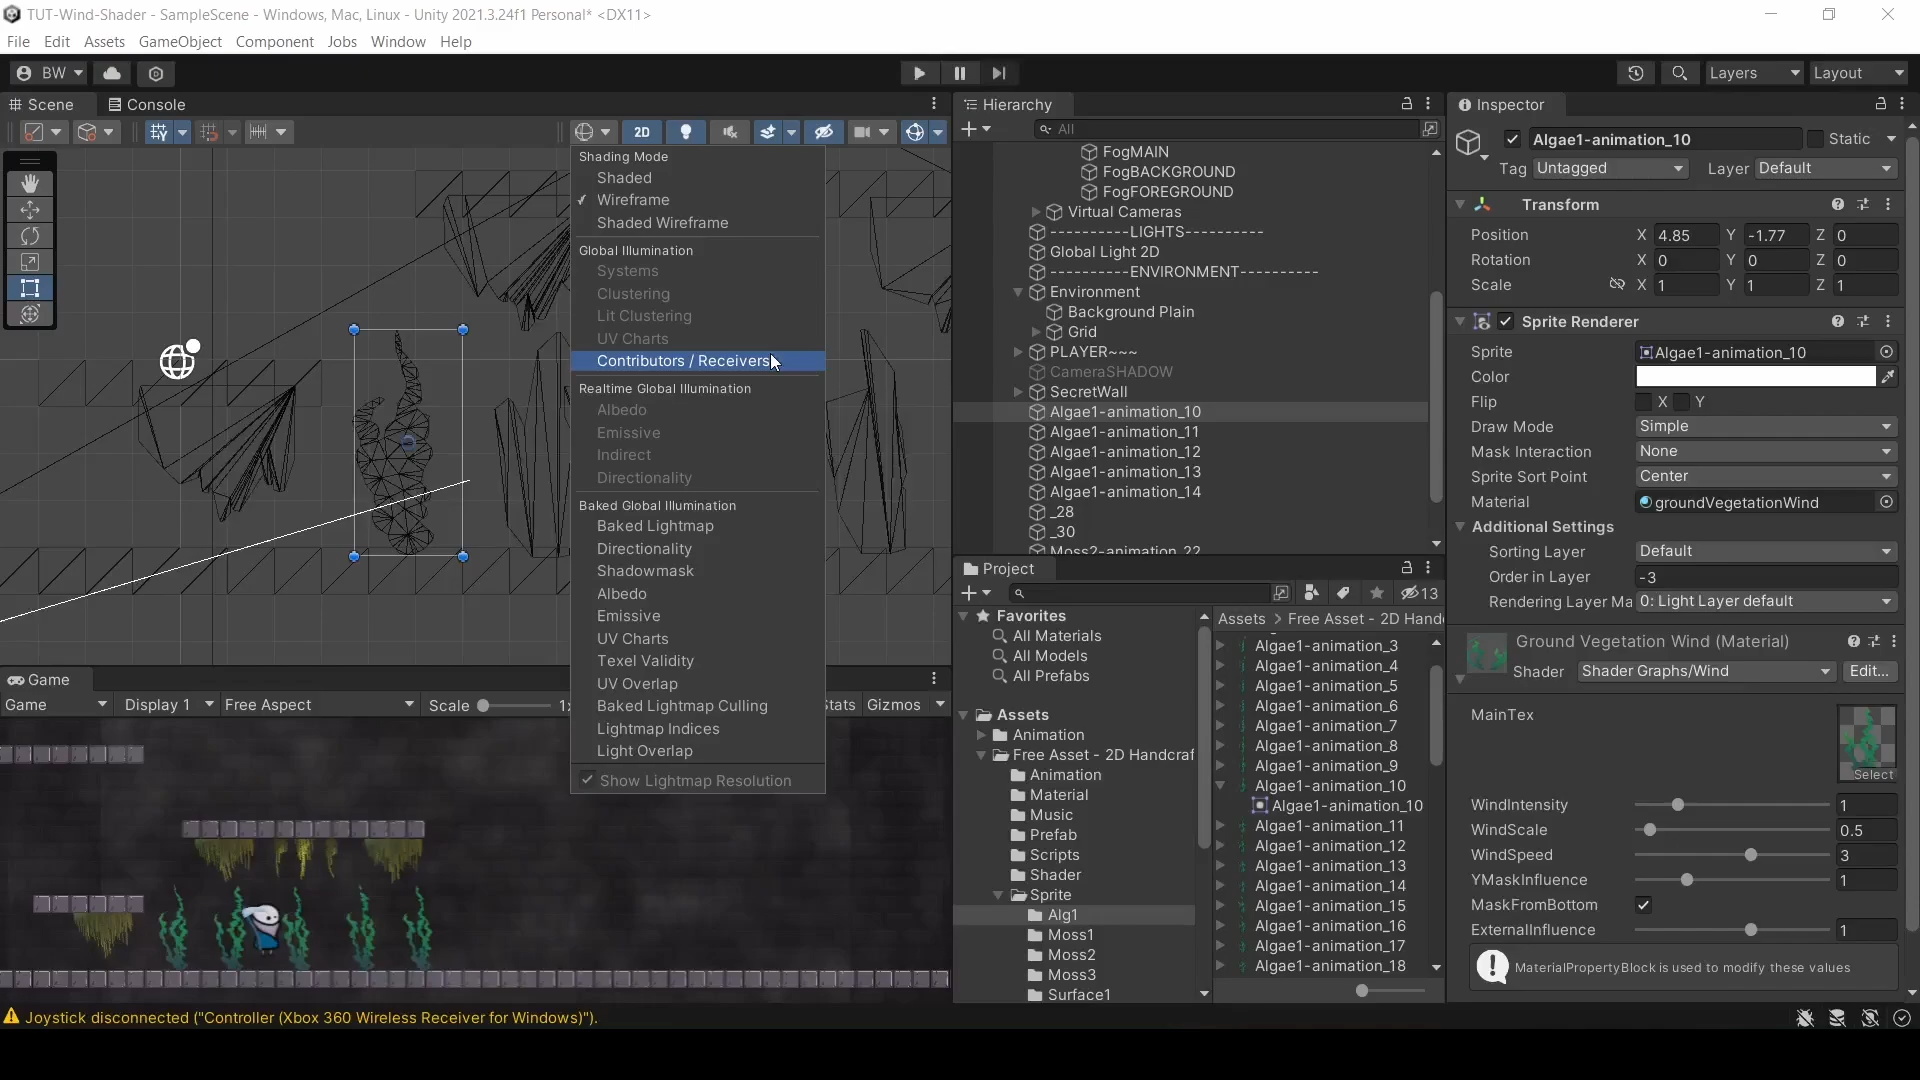 TUT-Wind-Shader - SampleScene - Windows, Mac, Linux - Unity 2021.3.24f1 Personal* <DX11>
File Edit Assets GameObject Component Jobs Window Help
BW Layers Layout
Scene Console
2D
Shading Mode
Shaded
Wireframe
Shaded Wireframe
Global Illumination
Systems
Clustering
Lit Clustering
UV Charts
Contributors / Receivers
Realtime Global Illumination
Albedo
Emissive
Indirect
Directionality
Baked Global Illumination
Baked Lightmap
Directionality
Shadowmask
Albedo
Emissive
UV Charts
Texel Validity
UV Overlap
Baked Lightmap Culling
Lightmap Indices
Light Overlap
Show Lightmap Resolution
Game
Game Display 1 Free Aspect Scale 1x Stats Gizmos
Hierarchy
All
FogMAIN
FogBACKGROUND
FogFOREGROUND
Virtual Cameras
----------LIGHTS----------
Global Light 2D
----------ENVIRONMENT----------
Environment
Background Plain
Grid
PLAYER~~~
CameraSHADOW
SecretWall
Algae1-animation_10
Algae1-animation_11
Algae1-animation_12
Algae1-animation_13
Algae1-animation_14
_28
_30
Moss2-animation_22
Project
13
Favorites
All Materials
All Models
All Prefabs
Assets
Animation
Free Asset - 2D Handcraf
Animation
Material
Music
Prefab
Scripts
Shader
Sprite
Alg1
Moss1
Moss2
Moss3
Surface1
Assets > Free Asset - 2D Hand
Algae1-animation_3
Algae1-animation_4
Algae1-animation_5
Algae1-animation_6
Algae1-animation_7
Algae1-animation_8
Algae1-animation_9
Algae1-animation_10
Algae1-animation_10
Algae1-animation_11
Algae1-animation_12
Algae1-animation_13
Algae1-animation_14
Algae1-animation_15
Algae1-animation_16
Algae1-animation_17
Algae1-animation_18
Inspector
Algae1-animation_10 Static
Tag Untagged Layer Default
Transform
Position X 4.85 Y -1.77 Z 0
Rotation X 0 Y 0 Z 0
Scale X 1 Y 1 Z 1
Sprite Renderer
Sprite Algae1-animation_10
Color
Flip X Y
Draw Mode Simple
Mask Interaction None
Sprite Sort Point Center
Material groundVegetationWind
Additional Settings
Sorting Layer Default
Order in Layer -3
Rendering Layer Ma 0: Light Layer default
Ground Vegetation Wind (Material)
Shader Shader Graphs/Wind Edit...
MainTex
Select
WindIntensity 1
WindScale 0.5
WindSpeed 3
YMaskInfluence 1
MaskFromBottom
ExternalInfluence 1
MaterialPropertyBlock is used to modify these values
Joystick disconnected ("Controller (Xbox 360 Wireless Receiver for Windows)").